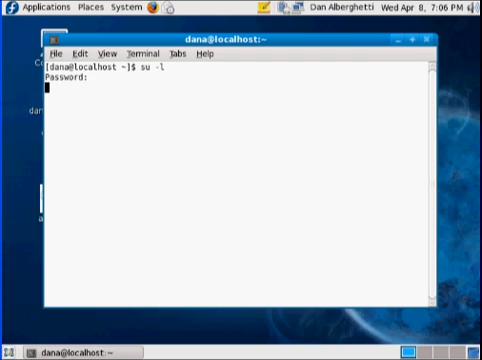 Applications Places System Dan Alberghetti Wed Apr 8, 7:06 PM
dana@localhost:~
File Edit View Terminal Tabs Help
[dana@localhost ~]$ su -l
Password:
dana@localhost:~